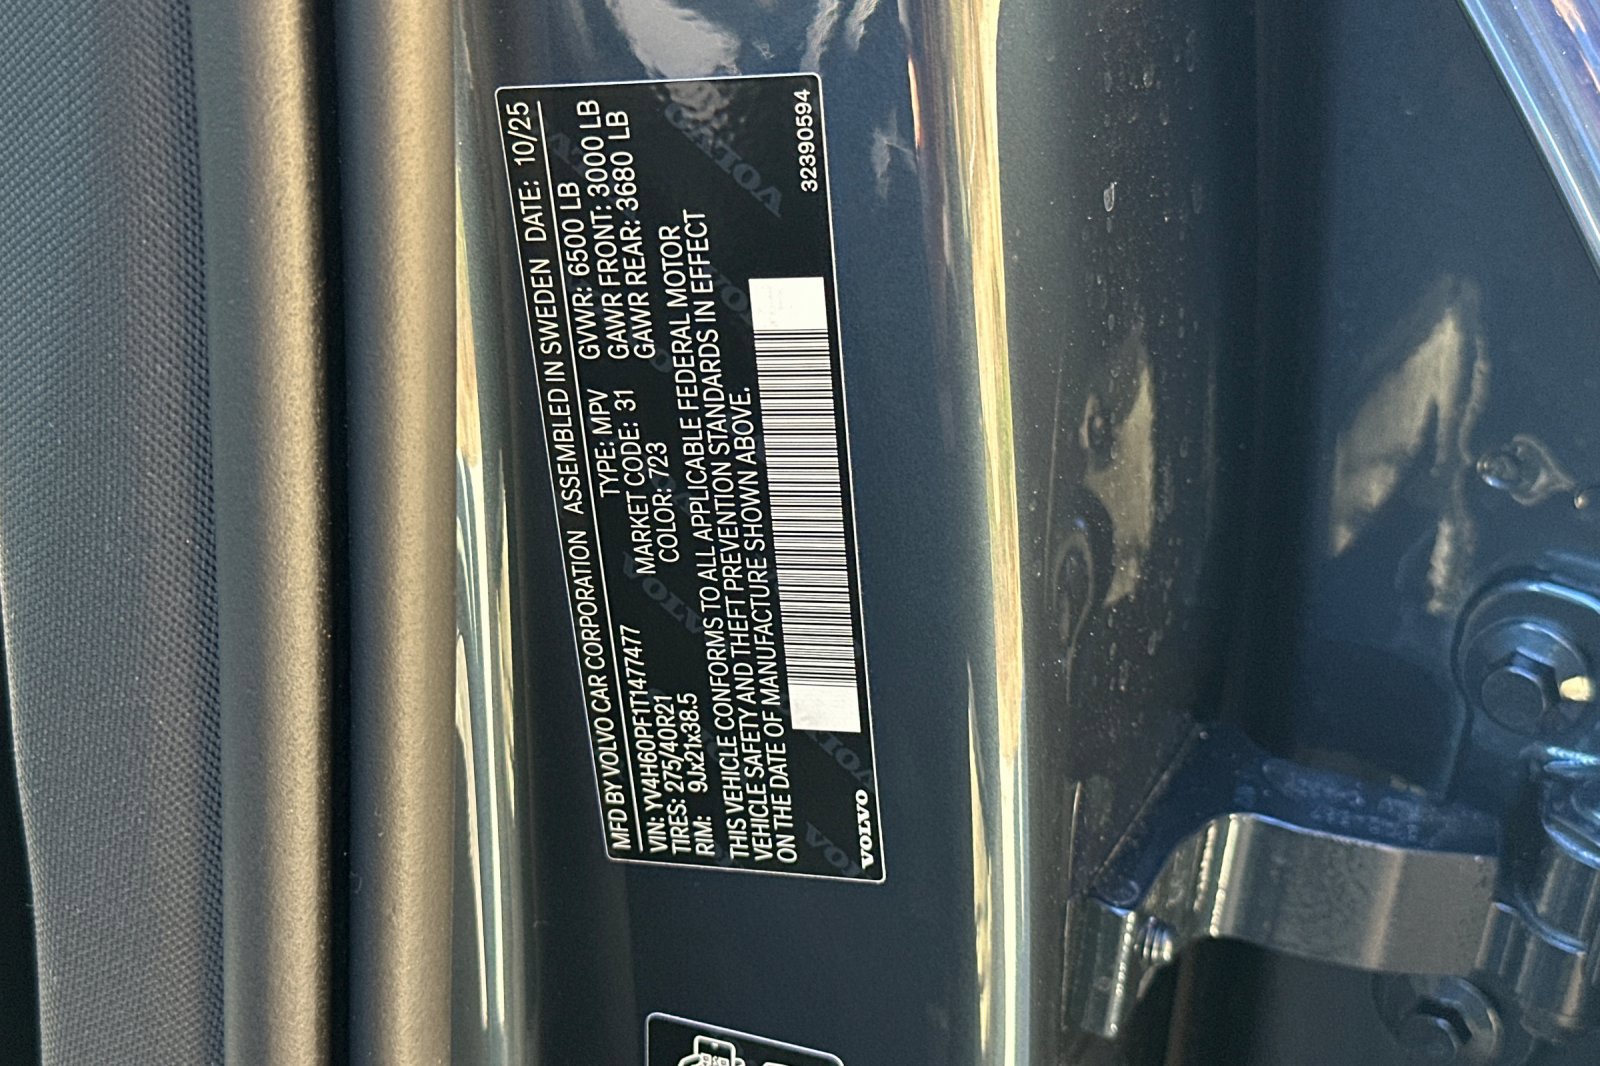 MFD BY VOLVO CAR CORPORATION ASSEMBLED IN SWEDEN DATE: 10/25
VIN: YV4H60PF1T1477477 TYPE: MPV GVWR: 6500 LB
TIRES: 275/40R21 MARKET CODE: 31 GAWR FRONT: 3000 LB
RIM: 9Jx21x38.5 COLOR: 723 GAWR REAR: 3680 LB
THIS VEHICLE CONFORMS TO ALL APPLICABLE FEDERAL MOTOR
VEHICLE SAFETY AND THEFT PREVENTION STANDARDS IN EFFECT
ON THE DATE OF MANUFACTURE SHOWN ABOVE.
VOLVO 32390594